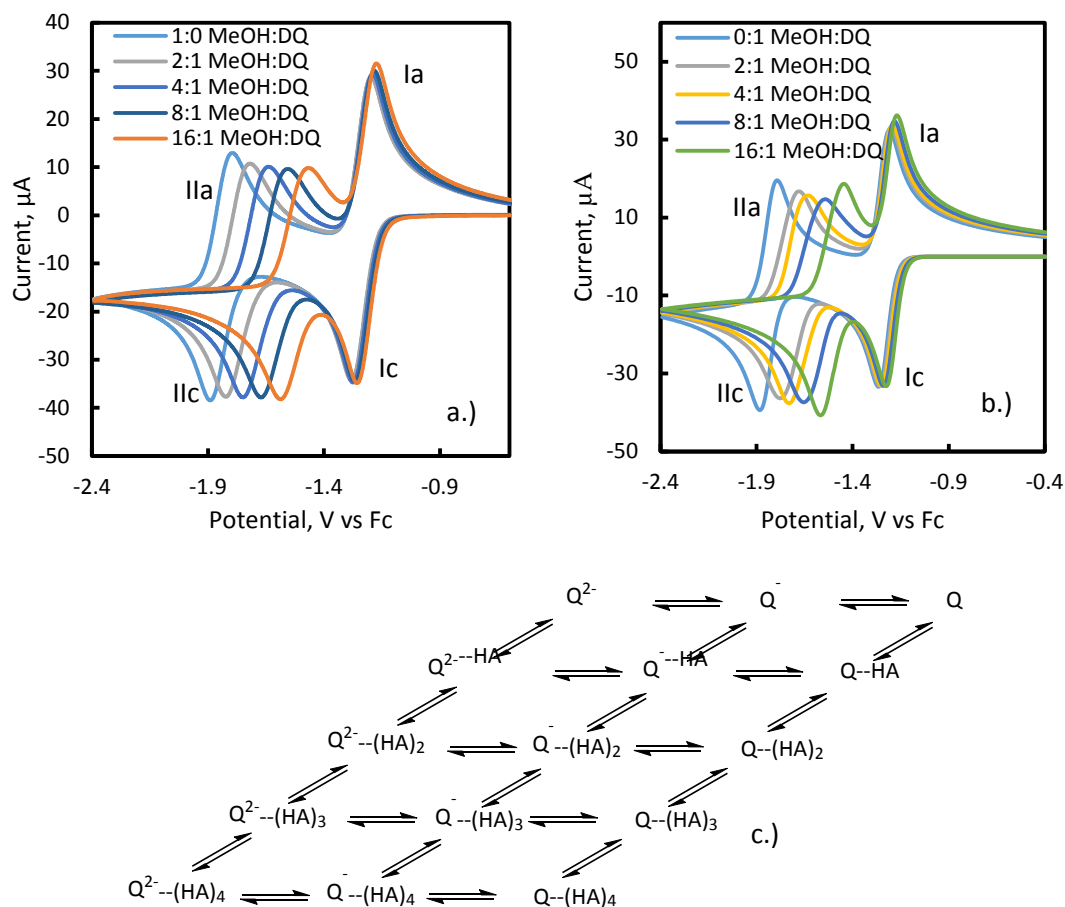 40
30
20
10
0
-10
-20
-30
-40
-50
Current, µA
1:0 MeOH:DQ
2:1 MeOH:DQ
4:1 MeOH:DQ
8:1 MeOH:DQ
16:1 MeOH:DQ
Ia
IIa
Ic
IIc
a.)
-2.4 -1.9 -1.4 -0.9
Potential, V vs Fc
50
30
10
-10
-30
-50
Current, µA
0:1 MeOH:DQ
2:1 MeOH:DQ
4:1 MeOH:DQ
8:1 MeOH:DQ
16:1 MeOH:DQ
Ia
IIa
Ic
IIc
b.)
-2.4 -1.9 -1.4 -0.9 -0.4
Potential, V vs Fc
Q²⁻ Q⁻ Q
Q²⁻--HA Q⁻--HA Q--HA
Q²⁻--(HA)₂ Q⁻--(HA)₂ Q--(HA)₂
Q²⁻--(HA)₃ Q⁻--(HA)₃ Q--(HA)₃
c.)
Q²⁻--(HA)₄ Q⁻--(HA)₄ Q--(HA)₄